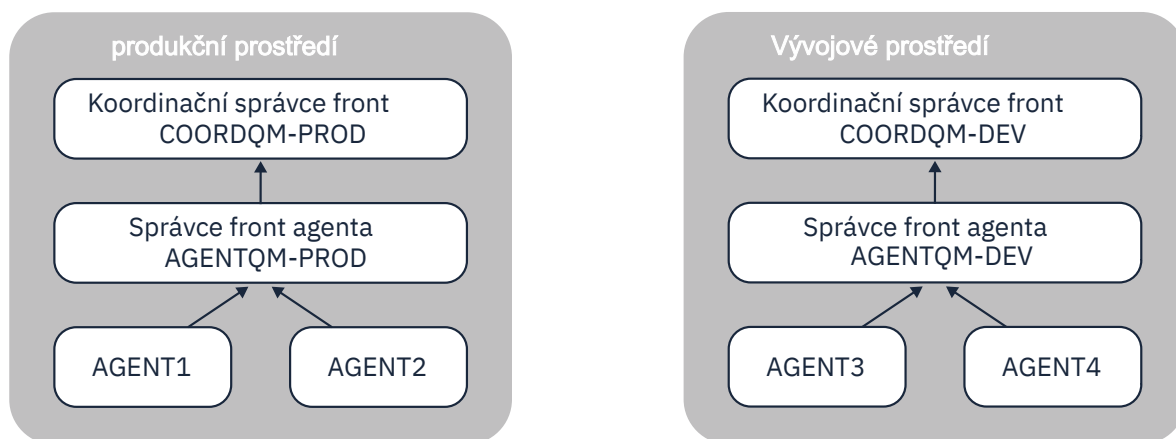 produkční prostředí
Koordinační správce front
COORDQM-PROD
Správce front agenta
AGENTQM-PROD
AGENT1
AGENT2
Vývojové prostředí
Koordinační správce front
COORDQM-DEV
Správce front agenta
AGENTQM-DEV
AGENT3
AGENT4